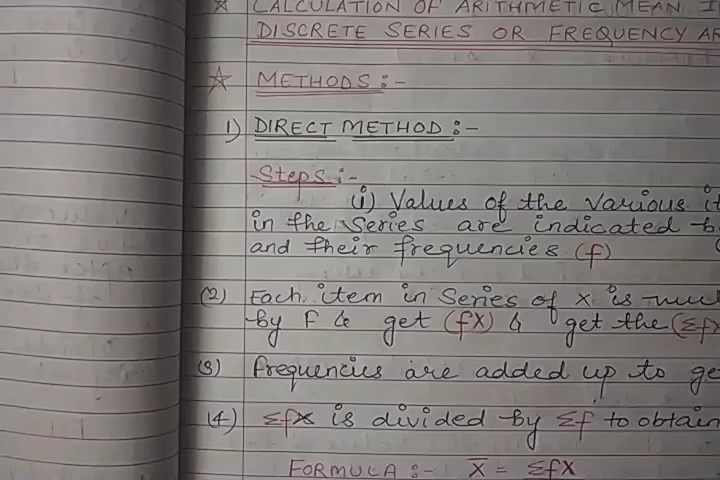 ☆ CALCULATION OF ARITHMETIC MEAN
DISCRETE SERIES OR FREQUENCY
☆ METHODS :-
1) DIRECT METHOD :-
Steps :-
(i) Values of the various
in the series are indicated
and their frequencies (f)
(2) Each item in Series of X is
by F & get (fX) & get the (Σfx
(3) frequencies are added up to
(4) Σfx is divided by Σf to obtain
FORMULA :- X̄ = ΣfX